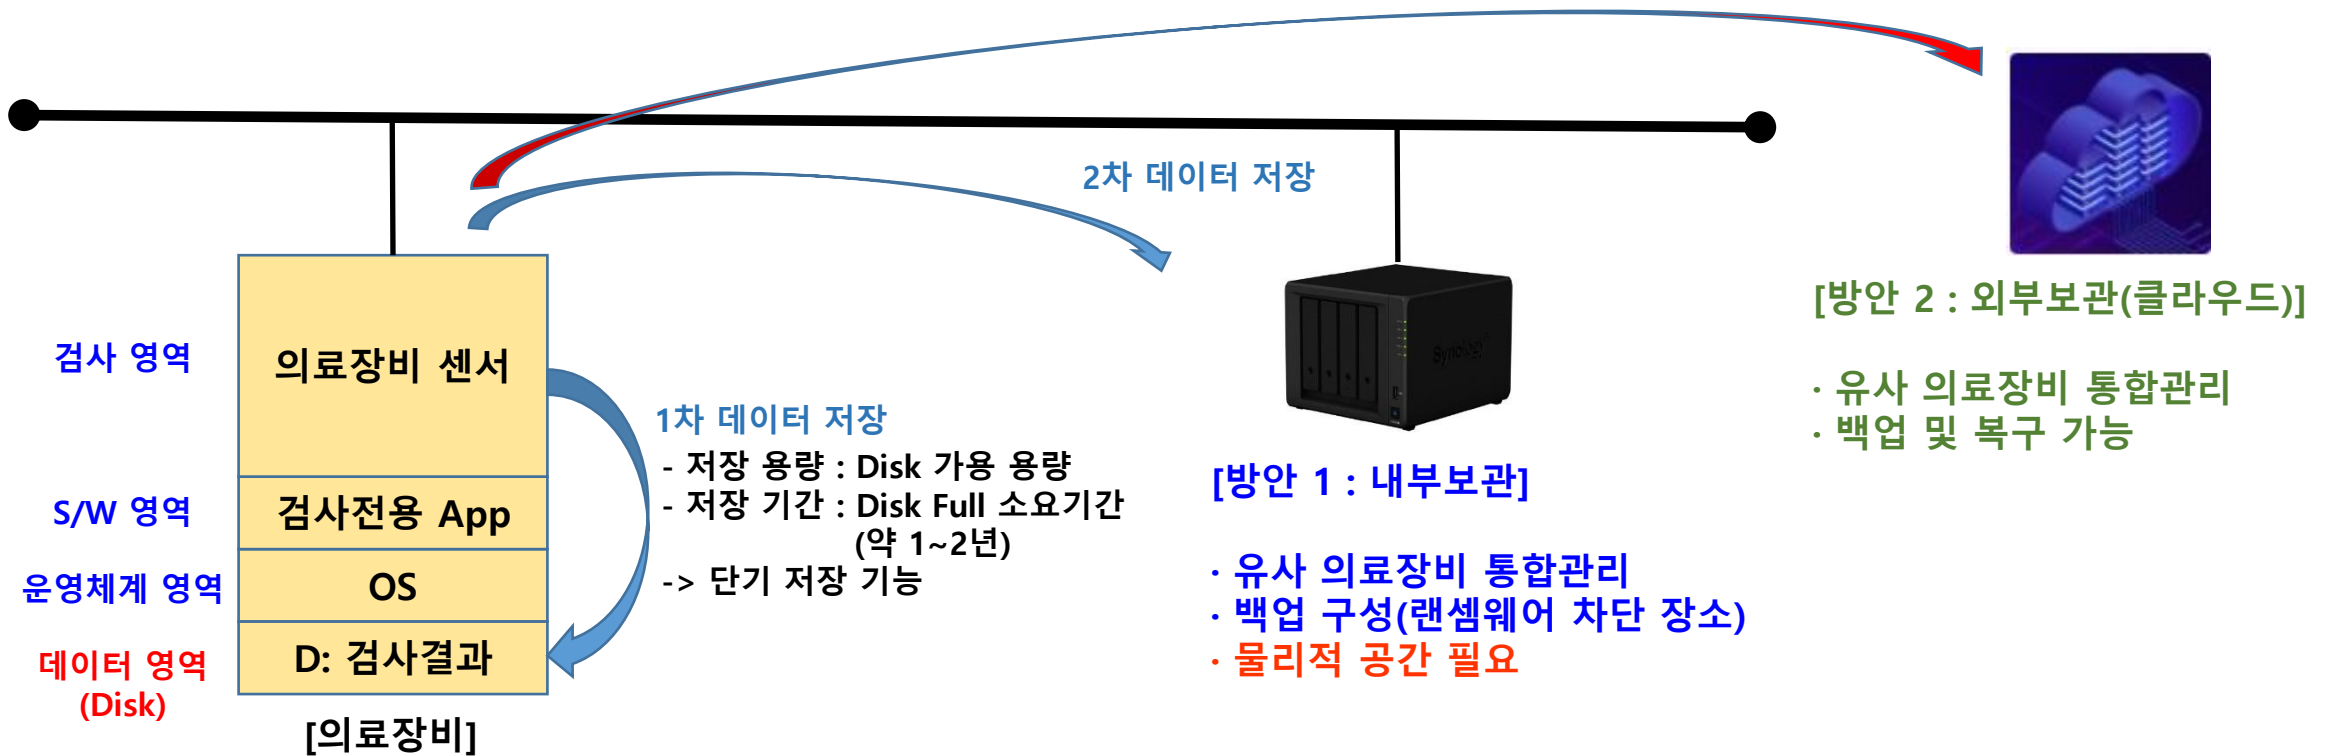 2차 데이터 저장
검사 영역
의료장비 센서
S/W 영역
검사전용 App
운영체계 영역
OS
데이터 영역
(Disk)
D: 검사결과
[의료장비]
1차 데이터 저장
- 저장 용량 : Disk 가용 용량
- 저장 기간 : Disk Full 소요기간
(약 1~2년)
-> 단기 저장 기능
Synology
[방안 1 : 내부보관]
· 유사 의료장비 통합관리
· 백업 구성(랜섬웨어 차단 장소)
· 물리적 공간 필요
[방안 2 : 외부보관(클라우드)]
· 유사 의료장비 통합관리
· 백업 및 복구 가능